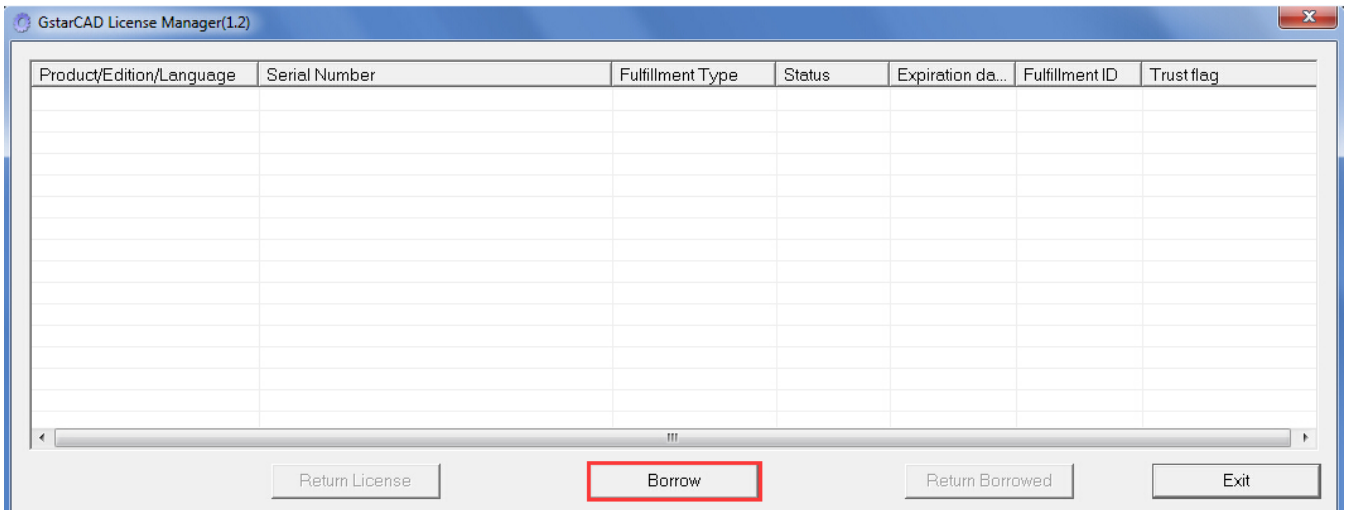 GstarCAD License Manager(1.2)
Product/Edition/Language Serial Number Fulfillment Type Status Expiration da... Fulfillment ID Trust flag
Return License Borrow Return Borrowed Exit